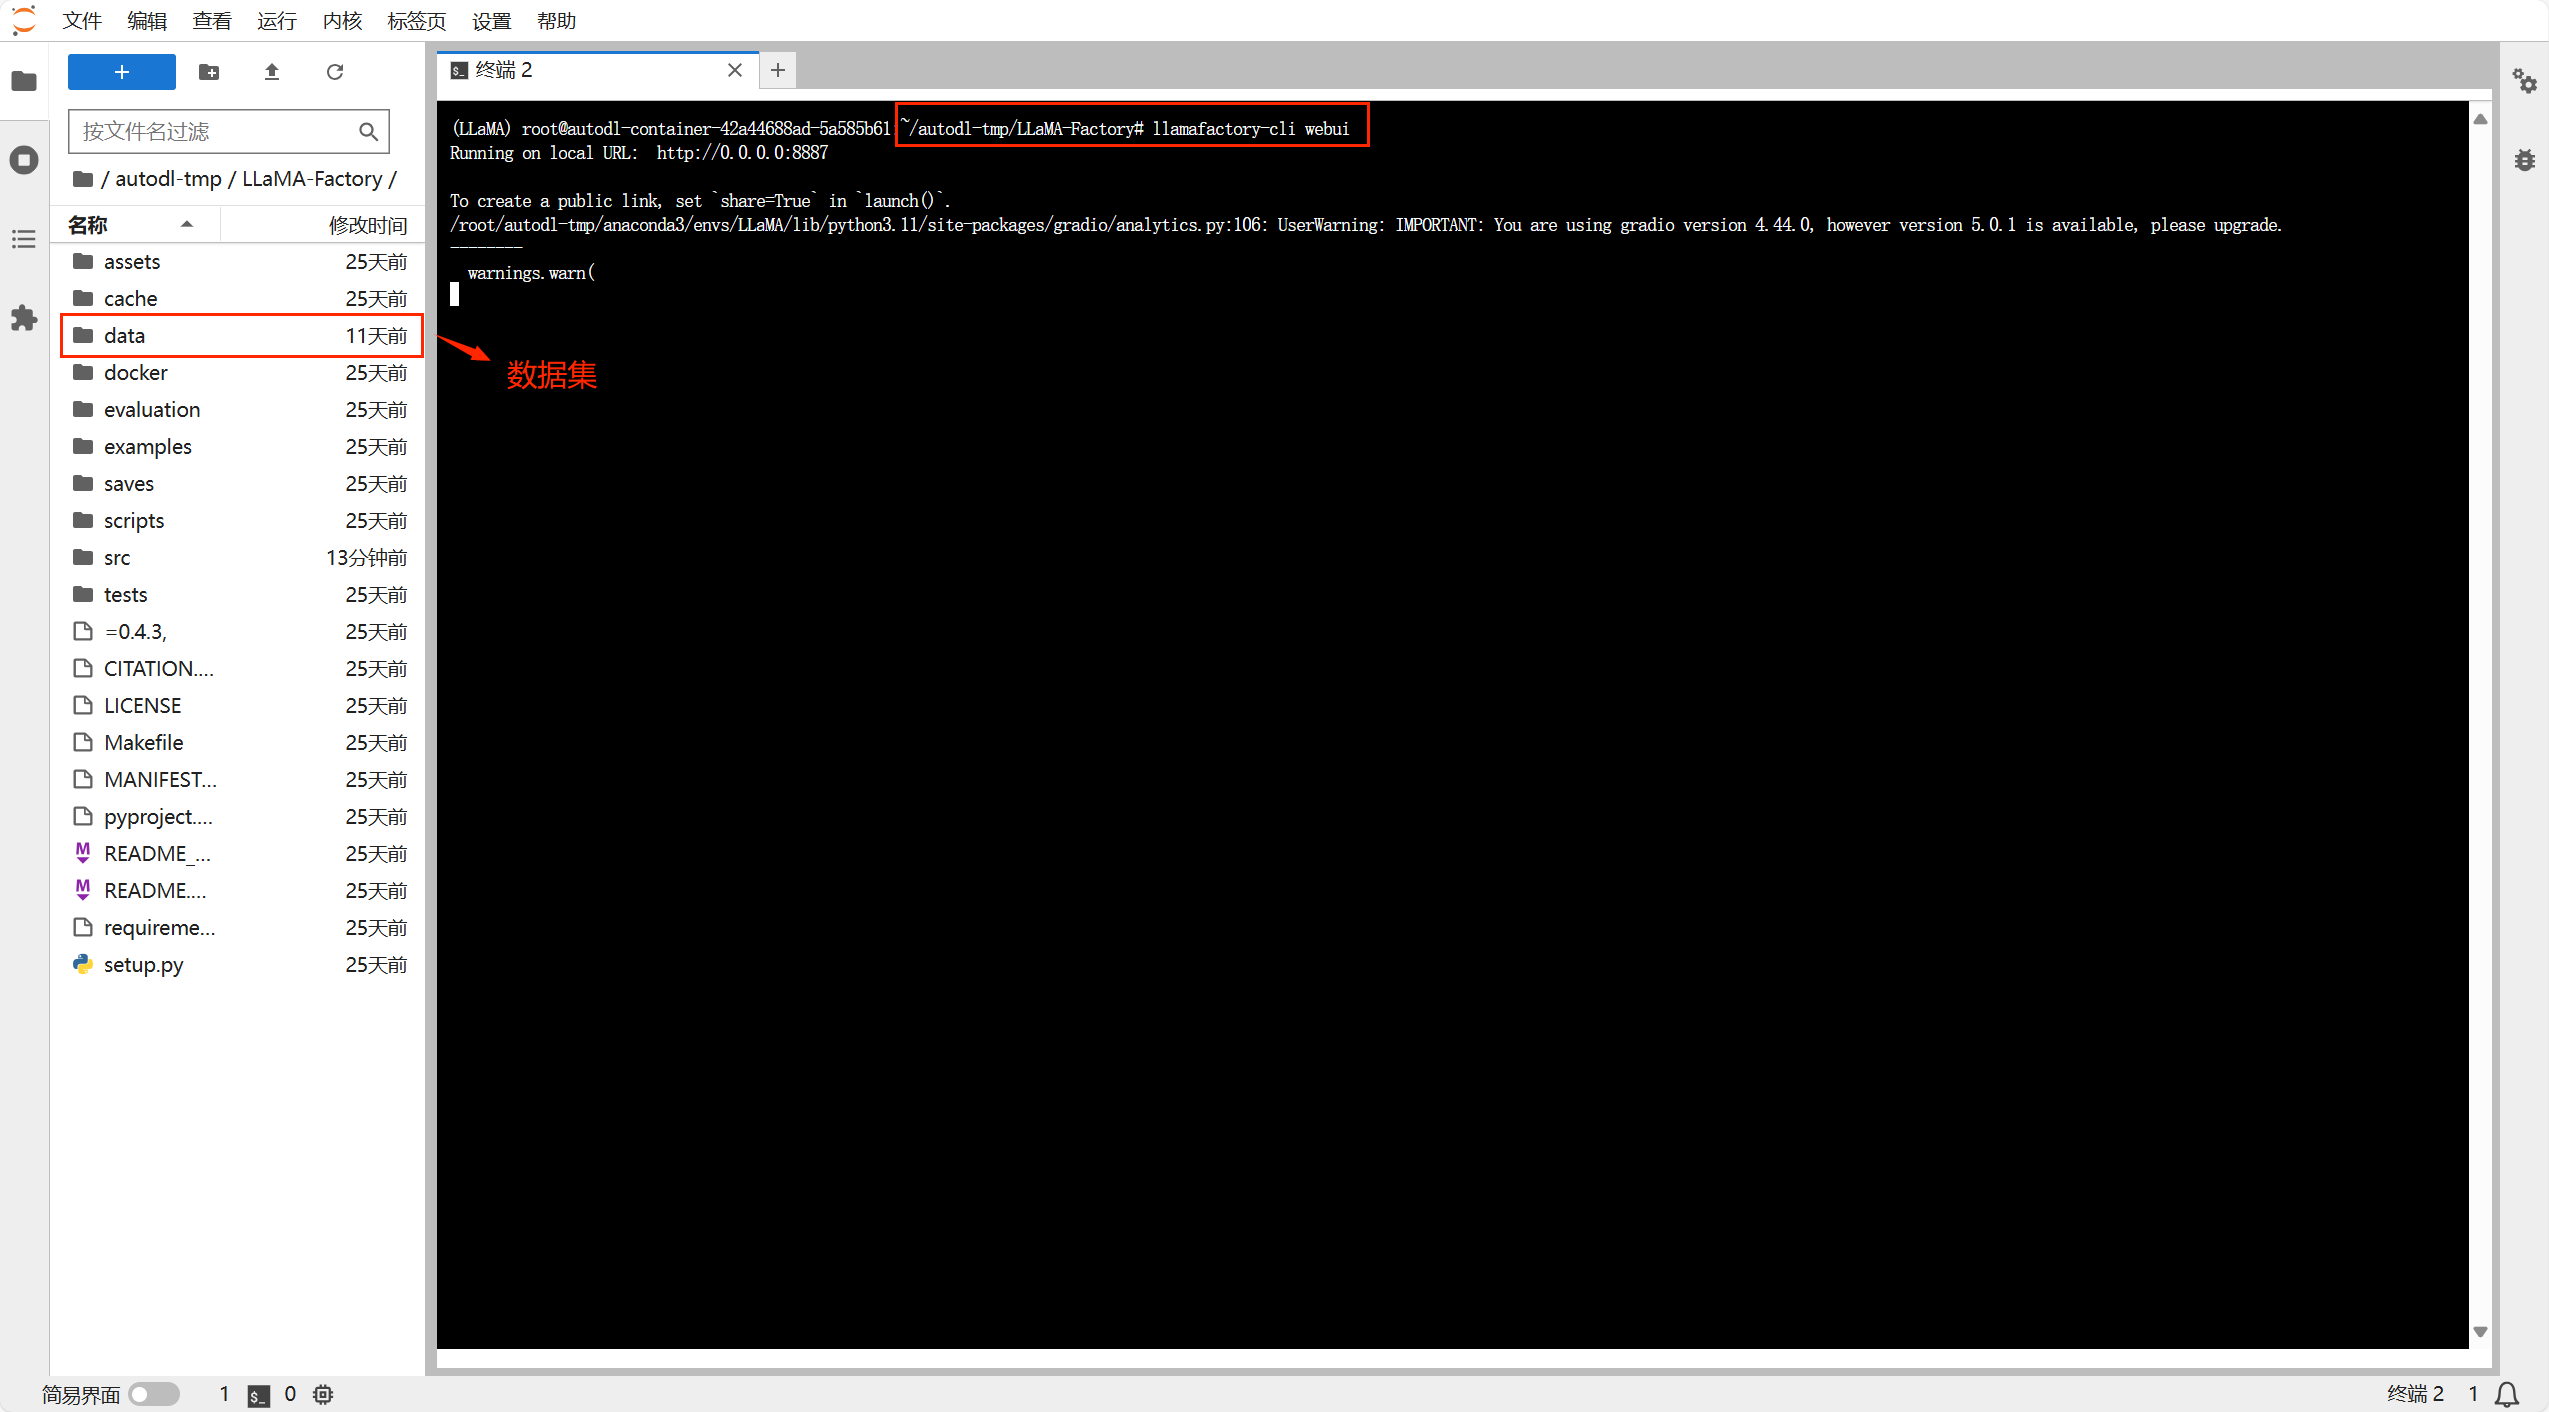 文件 编辑 查看 运行 内核 标签页 设置 帮助
+
按文件名过滤
/ autodl-tmp / LLaMA-Factory /
名称 修改时间
assets 25天前
cache 25天前
data 11天前
docker 25天前
evaluation 25天前
examples 25天前
saves 25天前
scripts 25天前
src 13分钟前
tests 25天前
=0.4.3, 25天前
CITATION.... 25天前
LICENSE 25天前
Makefile 25天前
MANIFEST... 25天前
pyproject.... 25天前
README_... 25天前
README.... 25天前
requireme... 25天前
setup.py 25天前
终端 2
(LLaMA) root@autodl-container-42a44688ad-5a585b61:~/autodl-tmp/LLaMA-Factory# llamafactory-cli webui
Running on local URL:  http://0.0.0.0:8887
To create a public link, set `share=True` in `launch()`.
/root/autodl-tmp/anaconda3/envs/LLaMA/lib/python3.11/site-packages/gradio/analytics.py:106: UserWarning: IMPORTANT: You are using gradio version 4.44.0, however version 5.0.1 is available, please upgrade.
--------
warnings.warn(
数据集
简易界面 1 $_ 0 终端 2 1